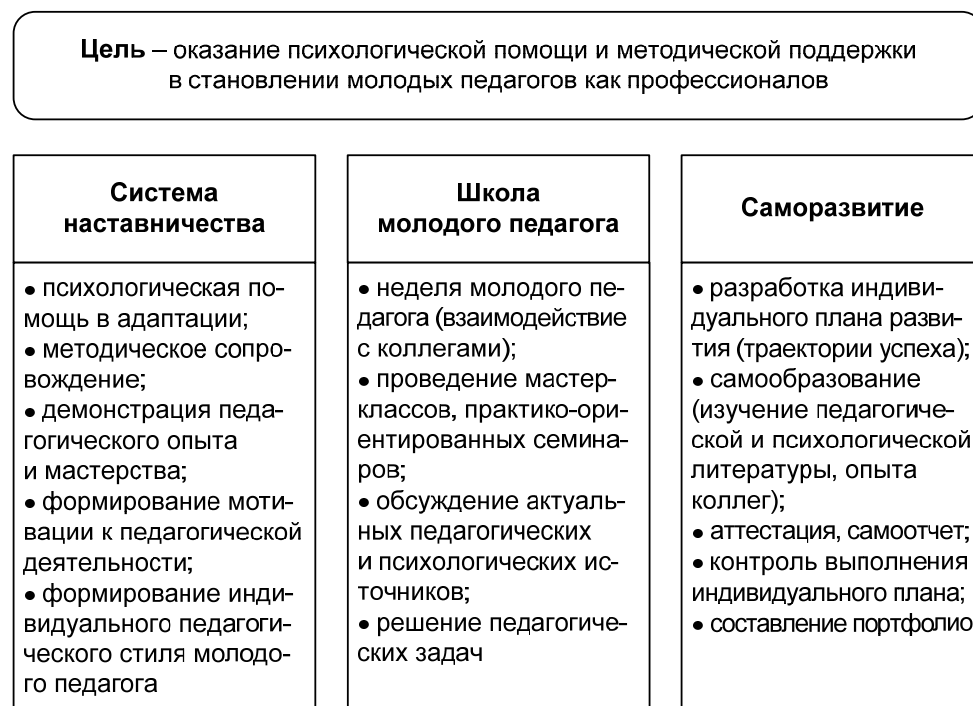 Цель – оказание психологической помощи и методической поддержки
в становлении молодых педагогов как профессионалов
Система
наставничества
• психологическая по-
мощь в адаптации;
• методическое сопро-
вождение;
• демонстрация педа-
гогического опыта
и мастерства;
• формирование моти-
вации к педагогической
деятельности;
• формирование инди-
видуального педагоги-
ческого стиля молодо-
го педагога
Школа
молодого педагога
• неделя молодого пе-
дагога (взаимодействие
с коллегами);
• проведение мастер-
классов, практико-ори-
ентированных семина-
ров;
• обсуждение актуаль-
ных педагогических
и психологических ис-
точников;
• решение педагогиче-
ских задач
Саморазвитие
• разработка индиви-
дуального плана разви-
тия (траектории успеха);
• самообразование
(изучение педагогиче-
ской и психологической
литературы, опыта
коллег);
• аттестация, самоотчет;
• контроль выполнения
индивидуального плана;
• составление портфолио